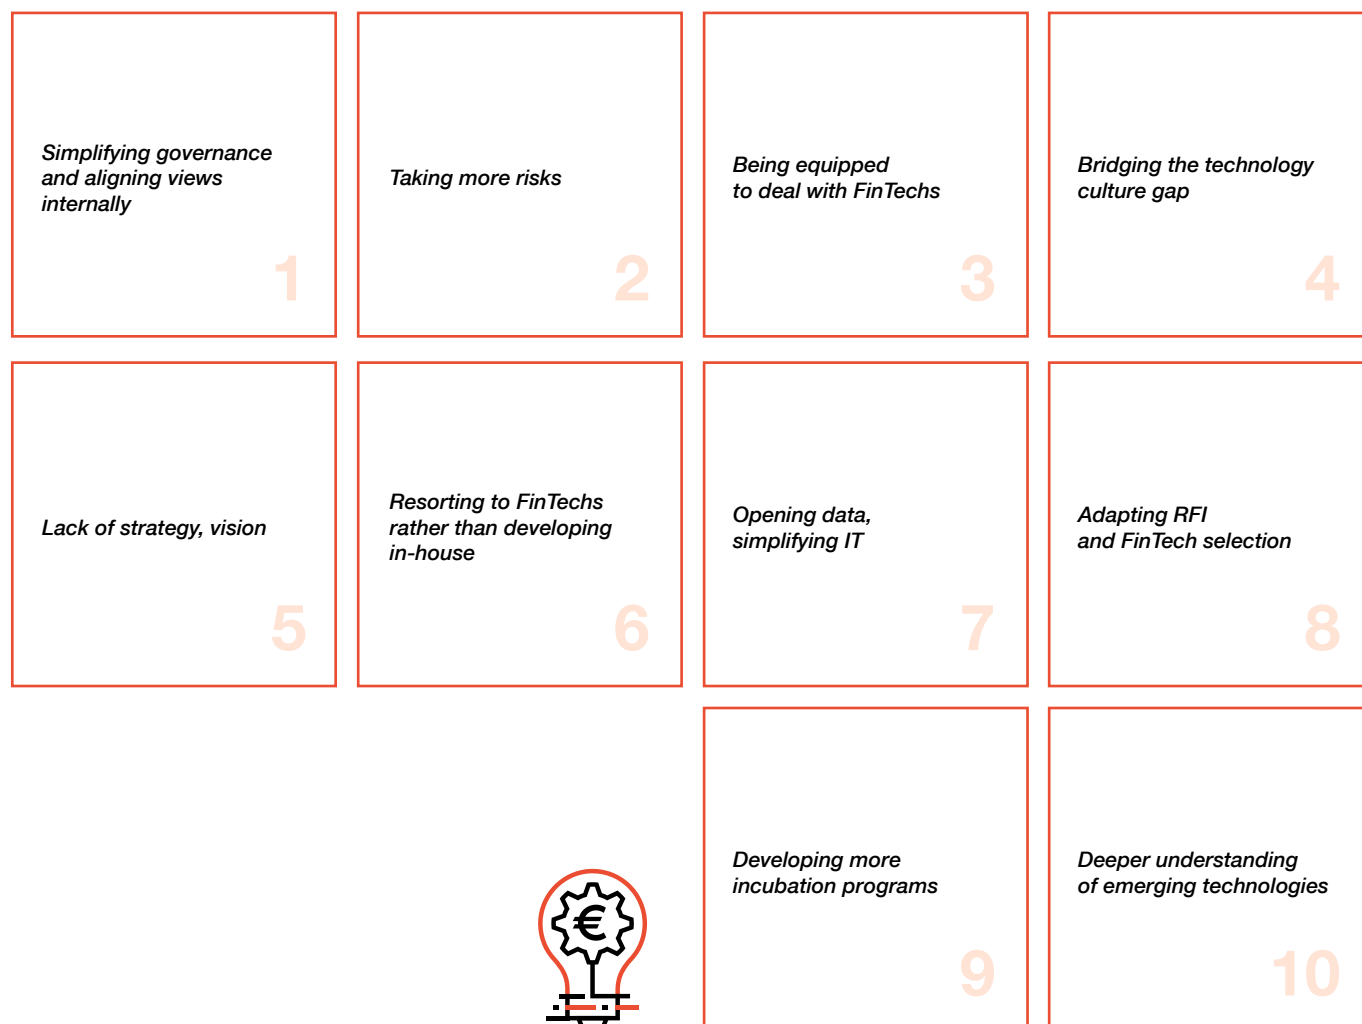 Simplifying governance
and aligning views
internally
1
Taking more risks
2
Being equipped
to deal with FinTechs
3
Bridging the technology
culture gap
4
Lack of strategy, vision
5
Resorting to FinTechs
rather than developing
in-house
6
Opening data,
simplifying IT
7
Adapting RFI
and FinTech selection
8
€
Developing more
incubation programs
9
Deeper understanding
of emerging technologies
10